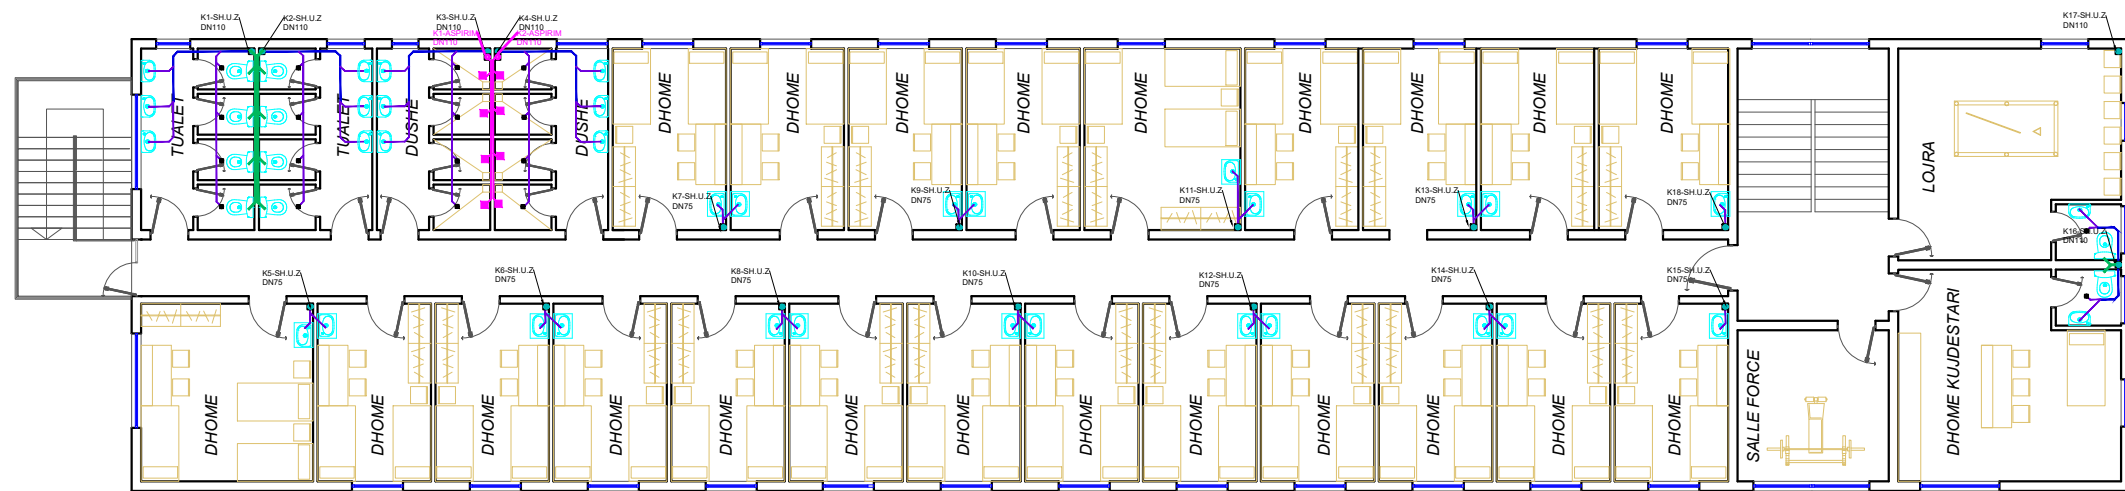 K1-SH.U.Z
DN110
K2-SH.U.Z
DN110
K3-SH.U.Z
DN110
K4-SH.U.Z
DN110
K1-ASPIRIM
DN110
K2-ASPIRIM
DN110
K17-SH.U.Z
TUALET
TUALET
DUSHE
DUSHE
DHOME
DHOME
DHOME
DHOME
DHOME
DHOME
DHOME
DHOME
DHOME
LOJRA
K7-SH.U.Z
DN75
K9-SH.U.Z
DN75
K11-SH.U.Z
DN75
K13-SH.U.Z
DN75
K18-SH.U.Z
DN75
K16-SH.U.Z
DN110
K5-SH.U.Z
DN75
K6-SH.U.Z
DN75
K8-SH.U.Z
DN75
K10-SH.U.Z
DN75
K12-SH.U.Z
DN75
K14-SH.U.Z
DN75
K15-SH.U.Z
DN75
DHOME
DHOME
DHOME
DHOME
DHOME
DHOME
DHOME
DHOME
DHOME
DHOME
DHOME
DHOME
DHOME
SALLE FORCE
DHOME KUJDESTARI